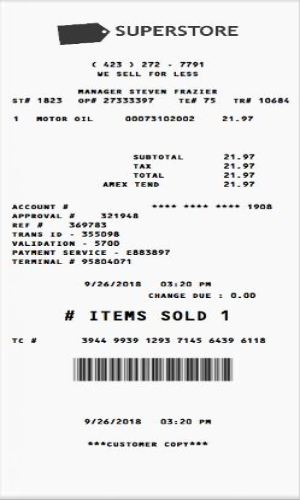 SUPERSTORE
( 423 ) 272 - 7791
WE SELL FOR LESS
MANAGER STEVEN FRAZIER
ST# 1823 OP# 27333397 TE# 75 TR# 10684
1 MOTOR OIL 00073102002 21.97
SUBTOTAL 21.97
TAX 21.97
TOTAL 21.97
AMEX TEND 21.97
ACCOUNT # **** **** **** 1908
APPROVAL # 321948
REF # 369783
TRANS ID - 355098
VALIDATION - 5700
PAYMENT SERVICE - E883897
TERMINAL # 95804071
9/26/2018 03:20 PM
CHANGE DUE : 0.00
# ITEMS SOLD 1
TC # 3944 9939 1293 7145 6439 6118
9/26/2018 03:20 PM
***CUSTOMER COPY***